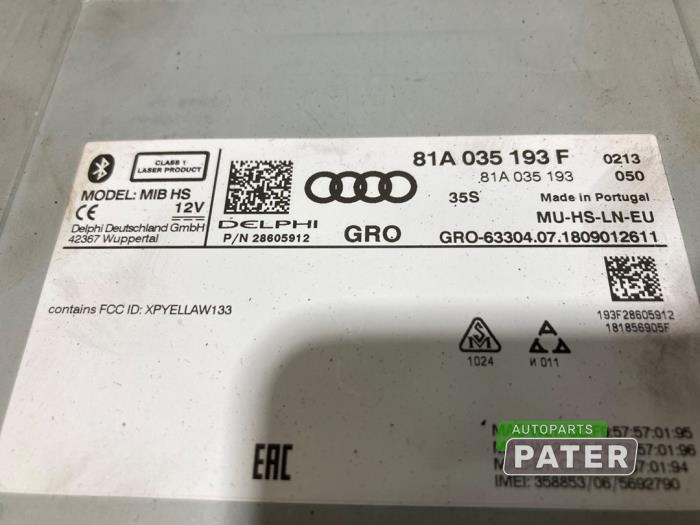 CLASS 1
LASER PRODUCT
MODEL: MIB HS
CE 12V
Delphi Deutschland GmbH
42367 Wuppertal
DELPHI
P/N 28605912
GRO
81A 035 193 F 0213
81A 035 193 050
35S Made in Portugal
MU-HS-LN-EU
GRO-63304.07.1809012611
193F28605912
181856905F
contains FCC ID: XPYELLAW133
1024
И 011
EAC
:57:57:01:95
:57:01:96
:57:01:94
IMEI: 358853/06/5692790
AUTOPARTS
PATER